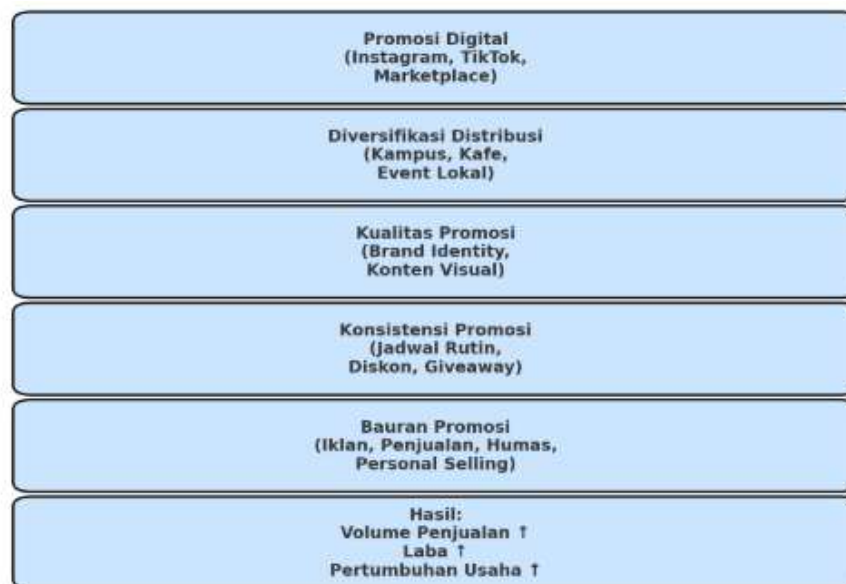 Promosi Digital
(Instagram, TikTok,
Marketplace)
Diversifikasi Distribusi
(Kampus, Kafe,
Event Lokal)
Kualitas Promosi
(Brand Identity,
Konten Visual)
Konsistensi Promosi
(Jadwal Rutin,
Diskon, Giveaway)
Bauran Promosi
(Iklan, Penjualan, Humas,
Personal Selling)
Hasil:
Volume Penjualan ↑
Laba ↑
Pertumbuhan Usaha ↑